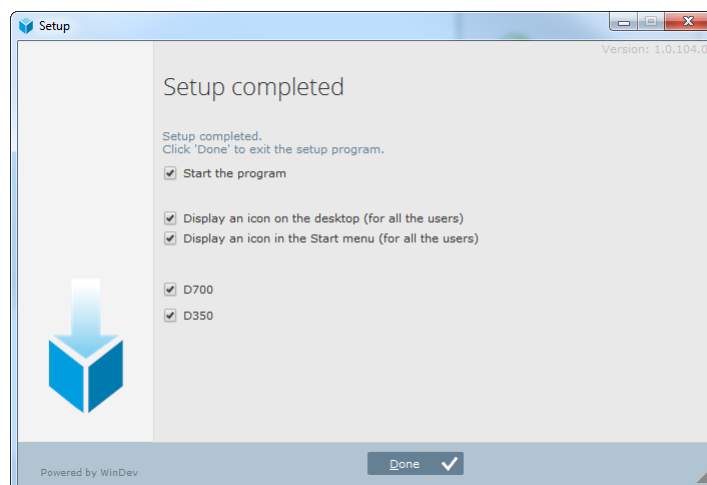 Setup
Version: 1.0.104.0
Setup completed
Setup completed.
Click 'Done' to exit the setup program.
Start the program
Display an icon on the desktop (for all the users)
Display an icon in the Start menu (for all the users)
D700
D350
Done
Powered by WinDev